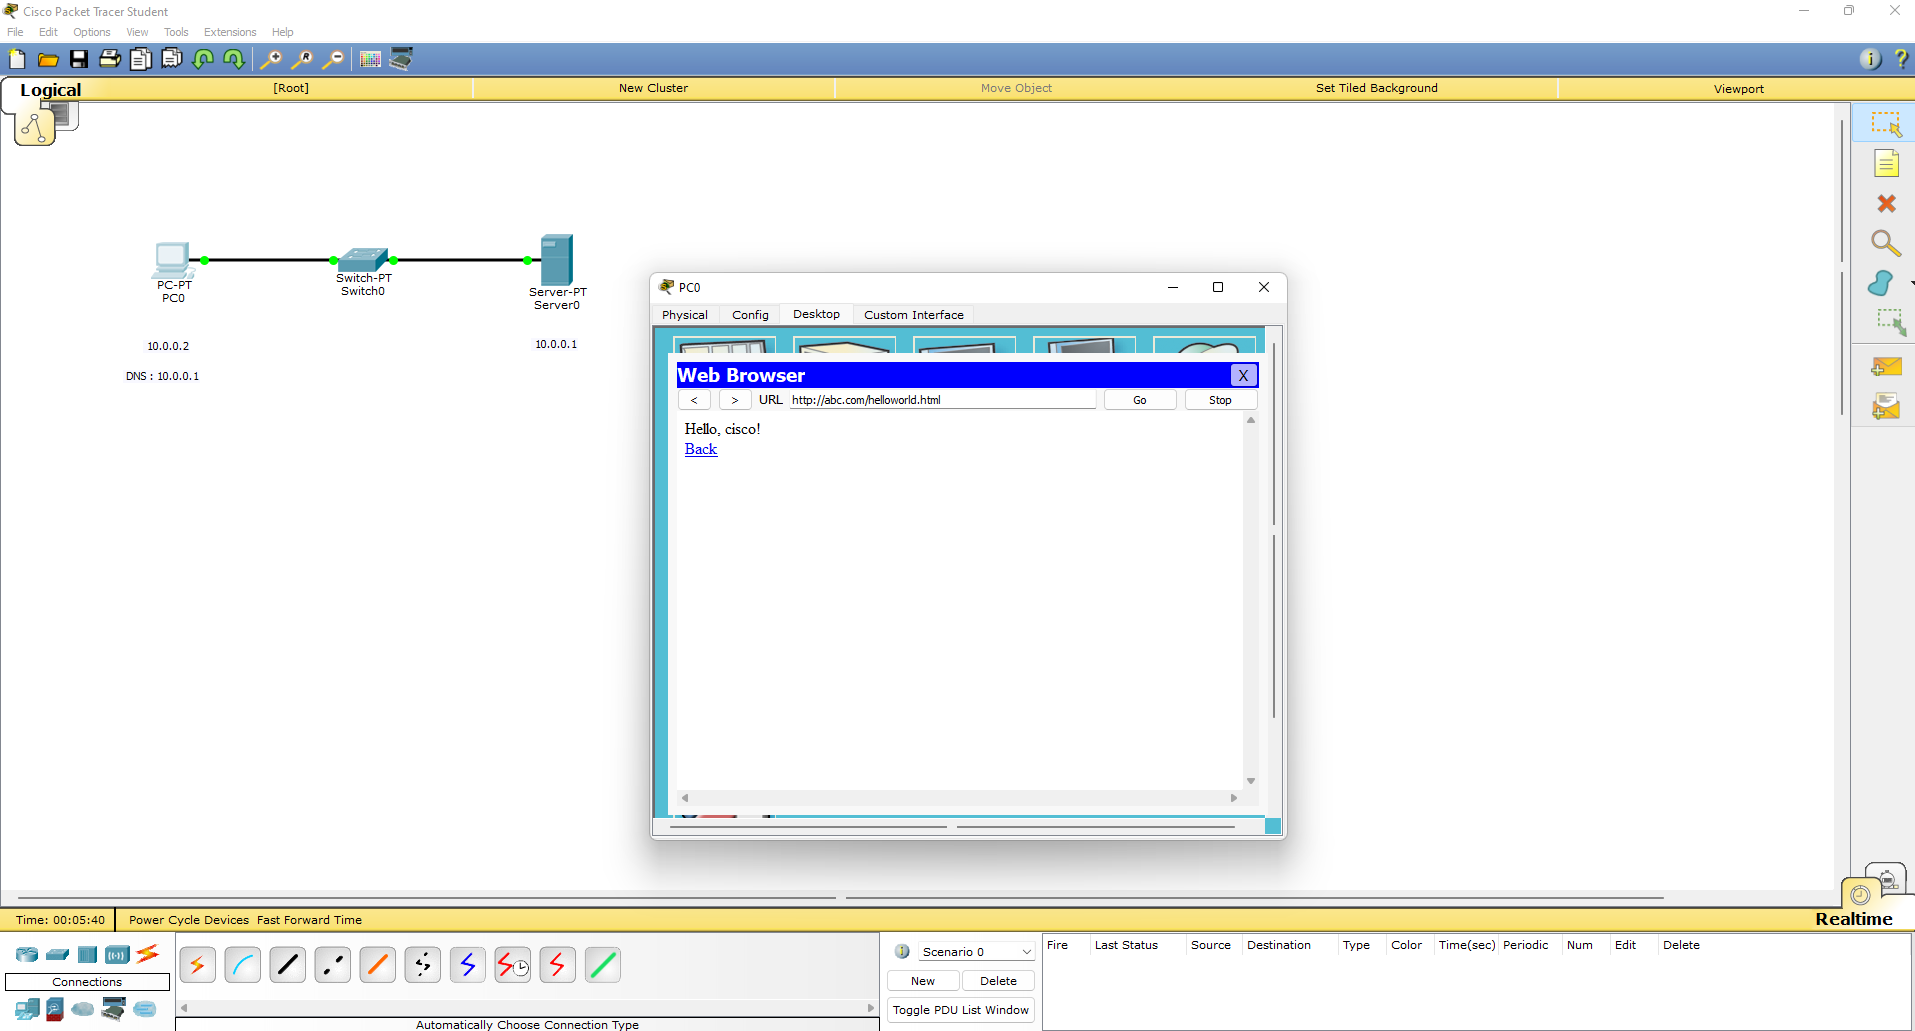 Cisco Packet Tracer Student
File Edit Options View Tools Extensions Help
Logical [Root] New Cluster Move Object Set Tiled Background Viewport
PC-PT
PC0
Switch-PT
Switch0
Server-PT
Server0
10.0.0.2
10.0.0.1
DNS : 10.0.0.1
PC0
Physical Config Desktop Custom Interface
Web Browser X
< > URL http://abc.com/helloworld.html Go Stop
Hello, cisco!
Back
Time: 00:05:40 Power Cycle Devices Fast Forward Time Realtime
Connections
Automatically Choose Connection Type
Scenario 0
New Delete
Toggle PDU List Window
Fire Last Status Source Destination Type Color Time(sec) Periodic Num Edit Delete